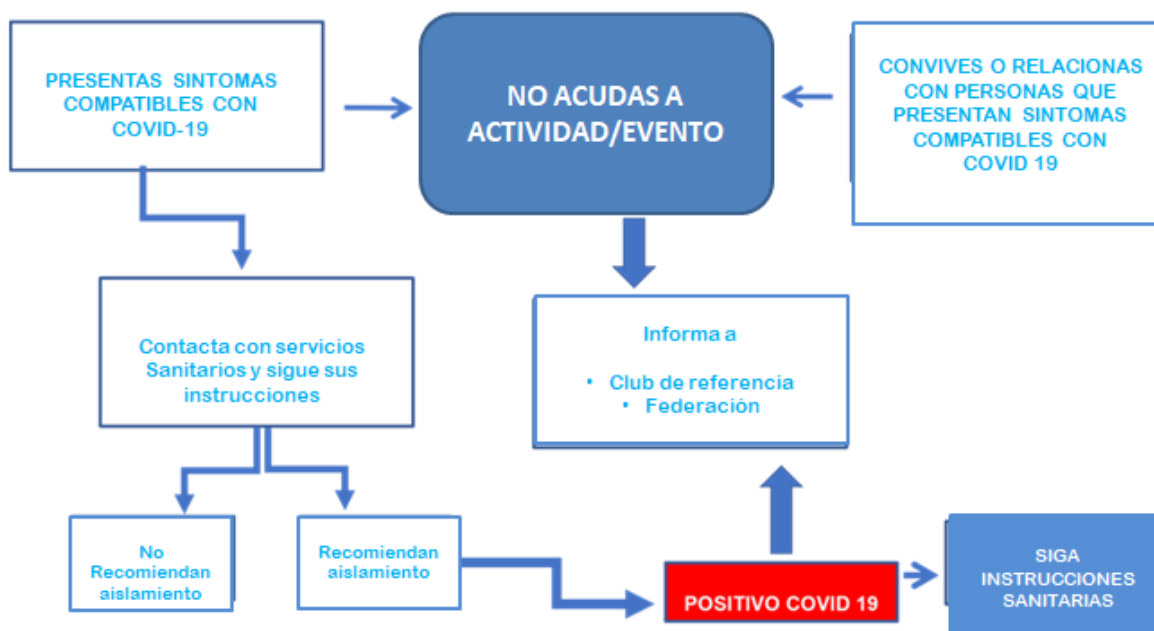 PRESENTAS SINTOMAS
COMPATIBLES CON
COVID-19
NO ACUDAS A
ACTIVIDAD/EVENTO
CONVIVES O RELACIONAS
CON PERSONAS QUE
PRESENTAN SINTOMAS
COMPATIBLES CON
COVID 19
Contacta con servicios
Sanitarios y sigue sus
instrucciones
Informa a
• Club de referencia
• Federación
No
Recomiendan
aislamiento
Recomiendan
aislamiento
POSITIVO COVID 19
SIGA
INSTRUCCIONES
SANITARIAS